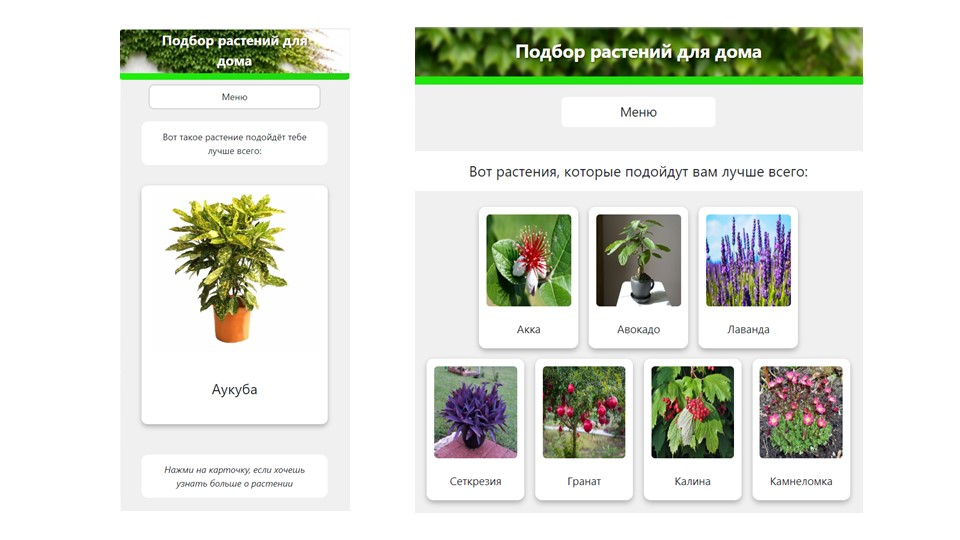 Подбор растений для
дома
Меню
Вот такое растение подойдёт тебе
лучше всего:
Аукуба
Нажми на карточку, если хочешь
узнать больше о растении
Подбор растений для дома
Меню
Вот растения, которые подойдут вам лучше всего:
Акка
Авокадо
Лаванда
Сеткрезия
Гранат
Калина
Камнеломка